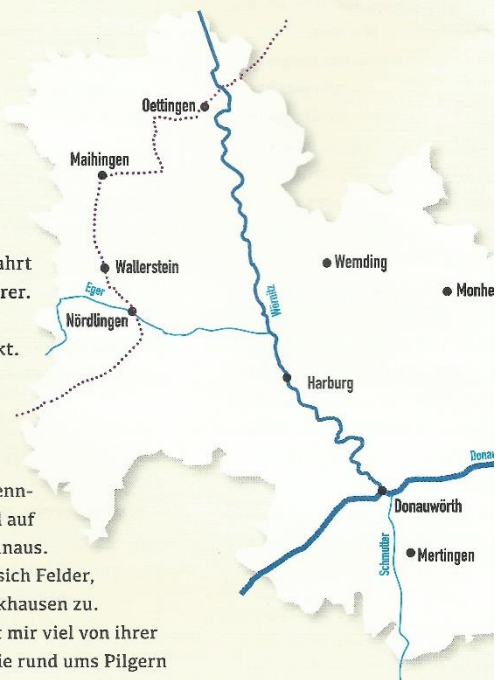 Oettingen
Maihingen
Wallerstein
Wemding
Eger
Wörnitz
Monhe
Nördlingen
Harburg
Donau
Donauwörth
Schmutter
Mertingen
ahrt
rer.
kt.
enn-
l auf
naus.
sich Felder,
khausen zu.
t mir viel von ihrer
ie rund ums Pilgern